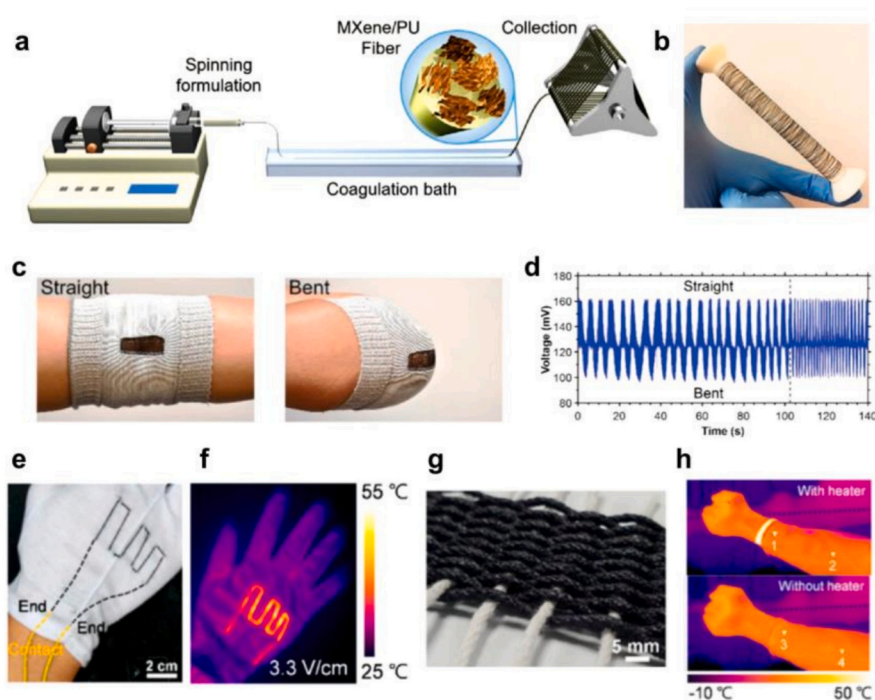 a
MXene/PU
Fiber
Collection
Spinning
formulation
Coagulation bath
b
c
Straight
Bent
d
180
160
140
120
100
80
Voltage (mV)
Straight
Bent
0 20 40 60 80 100 120 140
Time (s)
e
End
End
Contact
2 cm
f
55 ℃
25 ℃
3.3 V/cm
g
5 mm
h
With heater
1
2
Without heater
3
4
-10 ℃ 50 ℃